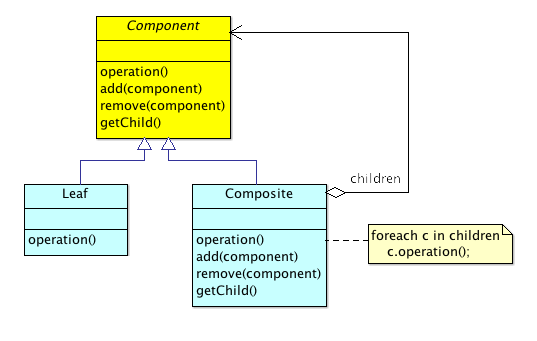 Component
operation()
add(component)
remove(component)
getChild()
children
Leaf
operation()
Composite
operation()
add(component)
remove(component)
getChild()
foreach c in children
c.operation();